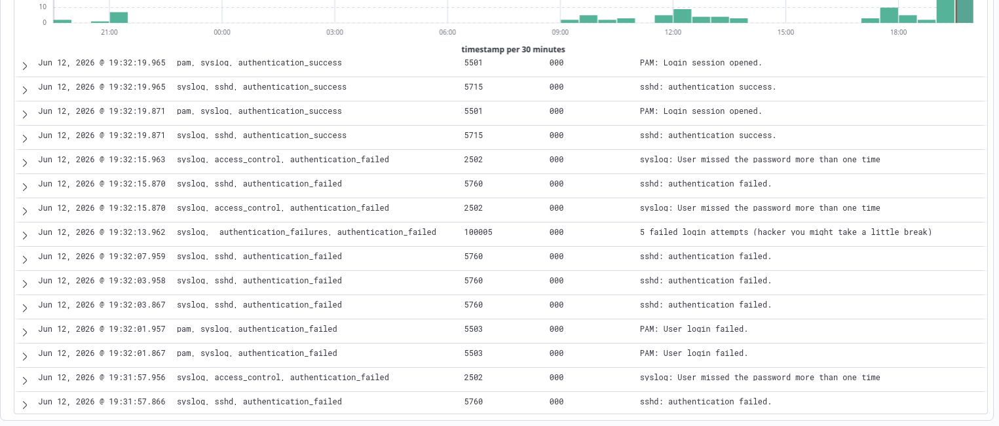 10
0
21:00 00:00 03:00 06:00 09:00 12:00 15:00 18:00
timestamp per 30 minutes
Jun 12, 2026 @ 19:32:19.965 pam, syslog, authentication_success 5501 000 PAM: Login session opened.
Jun 12, 2026 @ 19:32:19.965 syslog, sshd, authentication_success 5715 000 sshd: authentication success.
Jun 12, 2026 @ 19:32:19.871 pam, syslog, authentication_success 5501 000 PAM: Login session opened.
Jun 12, 2026 @ 19:32:19.871 syslog, sshd, authentication_success 5715 000 sshd: authentication success.
Jun 12, 2026 @ 19:32:15.963 syslog, access_control, authentication_failed 2502 000 syslog: User missed the password more than one time
Jun 12, 2026 @ 19:32:15.870 syslog, sshd, authentication_failed 5760 000 sshd: authentication failed.
Jun 12, 2026 @ 19:32:15.870 syslog, access_control, authentication_failed 2502 000 syslog: User missed the password more than one time
Jun 12, 2026 @ 19:32:13.962 syslog, authentication_failures, authentication_failed 100005 000 5 failed login attempts (hacker you might take a little break)
Jun 12, 2026 @ 19:32:07.959 syslog, sshd, authentication_failed 5760 000 sshd: authentication failed.
Jun 12, 2026 @ 19:32:03.958 syslog, sshd, authentication_failed 5760 000 sshd: authentication failed.
Jun 12, 2026 @ 19:32:03.867 syslog, sshd, authentication_failed 5760 000 sshd: authentication failed.
Jun 12, 2026 @ 19:32:01.957 pam, syslog, authentication_failed 5503 000 PAM: User login failed.
Jun 12, 2026 @ 19:32:01.867 pam, syslog, authentication_failed 5503 000 PAM: User login failed.
Jun 12, 2026 @ 19:31:57.956 syslog, access_control, authentication_failed 2502 000 syslog: User missed the password more than one time
Jun 12, 2026 @ 19:31:57.866 syslog, sshd, authentication_failed 5760 000 sshd: authentication failed.